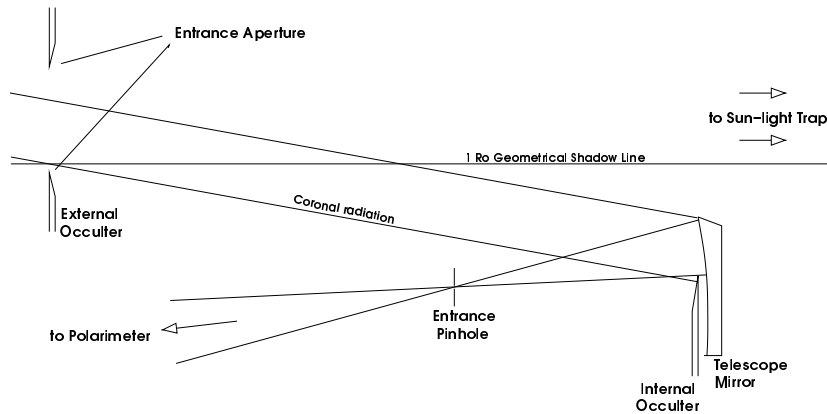 Entrance Aperture
to Sun-light Trap
1 Ro Geometrical Shadow Line
Coronal radiation
External
Occulter
Entrance
Pinhole
to Polarimeter
Telescope
Mirror
Internal
Occulter